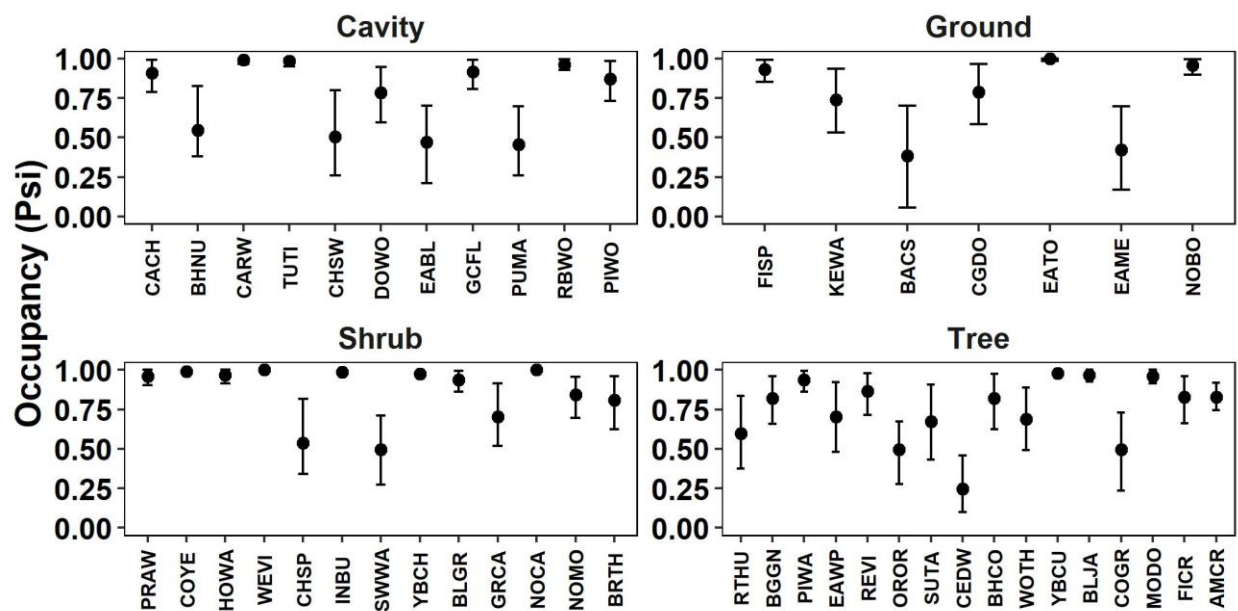 Occupancy (Psi)
Cavity
1.00
0.75
0.50
0.25
0.00
CACH
BHNU
CARW
TUTI
CHSW
DOWO
EABL
GCFL
PUMA
RBWO
PIWO
Ground
1.00
0.75
0.50
0.25
0.00
FISP
KEWA
BACS
CGDO
EATO
EAME
NOBO
Shrub
1.00
0.75
0.50
0.25
0.00
PRAW
COYE
HOWA
WEVI
CHSP
INBU
SWWA
YBCH
BLGR
GRCA
NOCA
NOMO
BRTH
Tree
1.00
0.75
0.50
0.25
0.00
RTHU
BGGN
PIWA
EAWP
REVI
OROR
SUTA
CEDW
BHCO
WOTH
YBCU
BLJA
COGR
MODO
FICR
AMCR